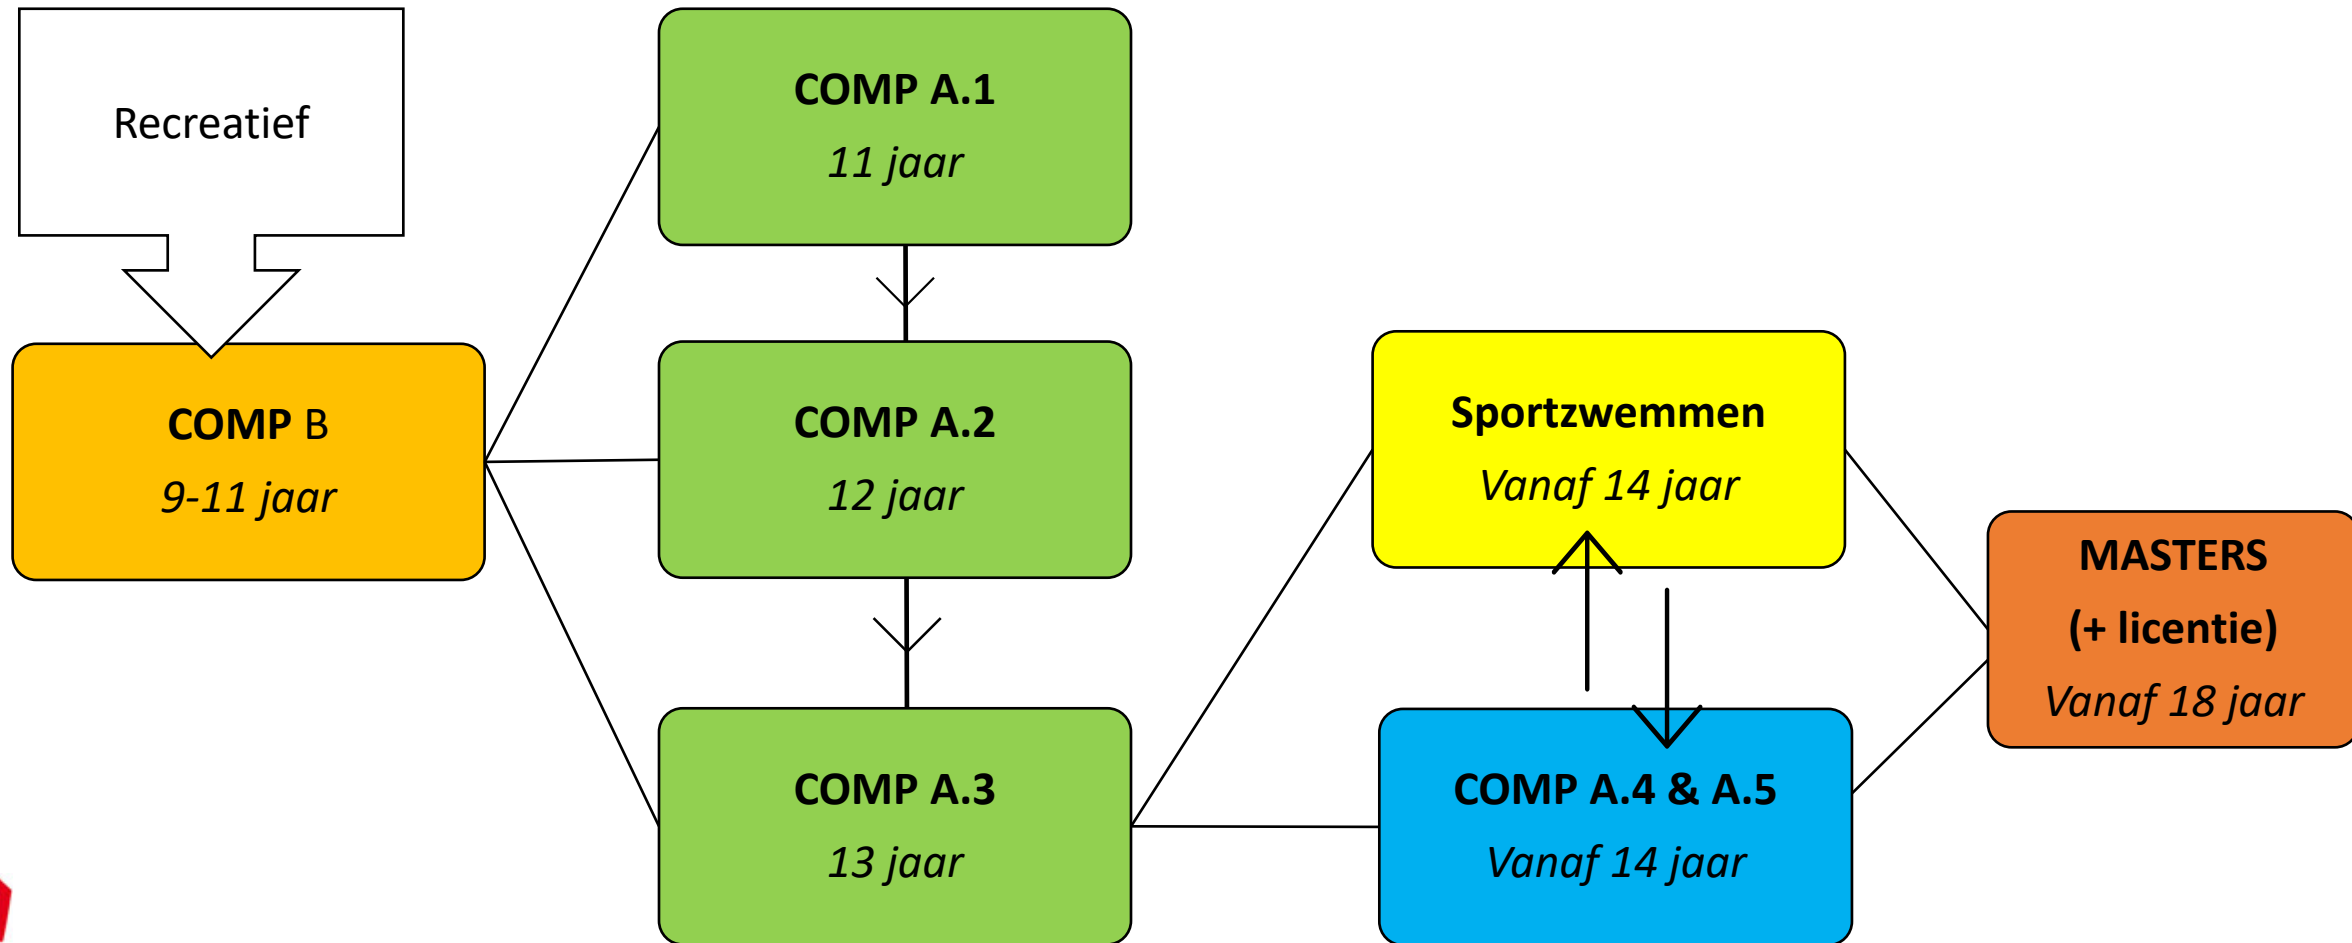 Recreatief
COMP B
9-11 jaar
COMP A.1
11 jaar
COMP A.2
12 jaar
COMP A.3
13 jaar
Sportzwemmen
Vanaf 14 jaar
COMP A.4 & A.5
Vanaf 14 jaar
MASTERS
(+ licentie)
Vanaf 18 jaar